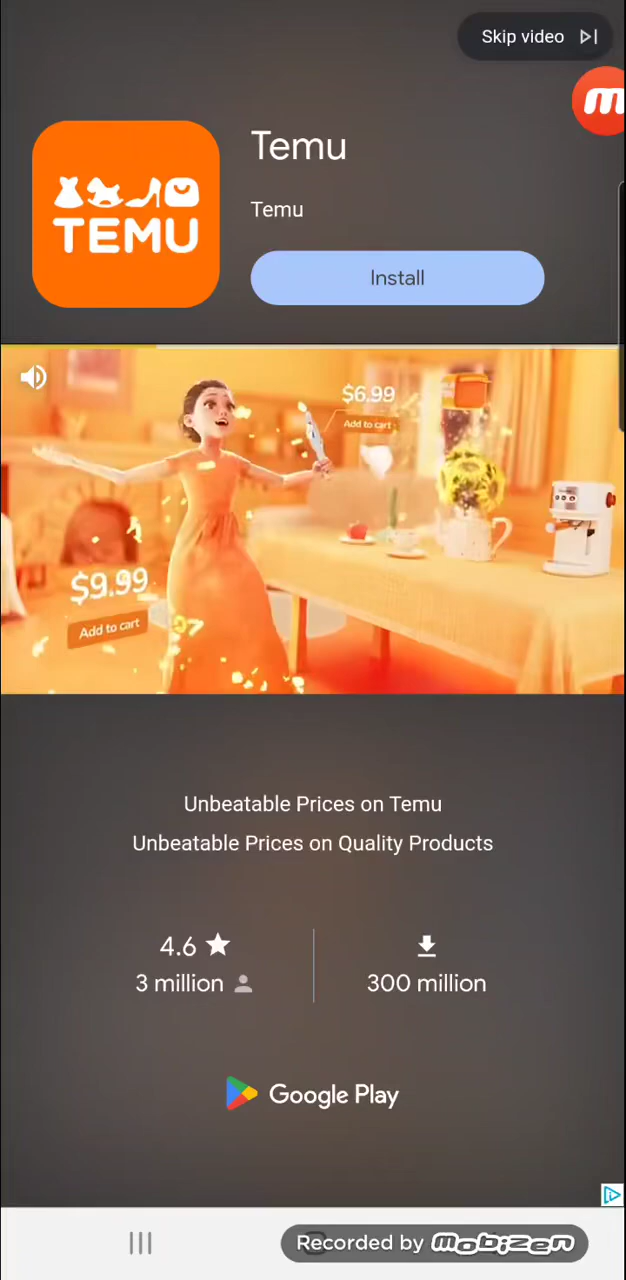 Skip video
Temu
TEMU
Temu
Install
$6.99
Add to cart
$9.99
Add to cart
Unbeatable Prices on Temu
Unbeatable Prices on Quality Products
4.6
3 million
300 million
Google Play
Recorded by mobizen